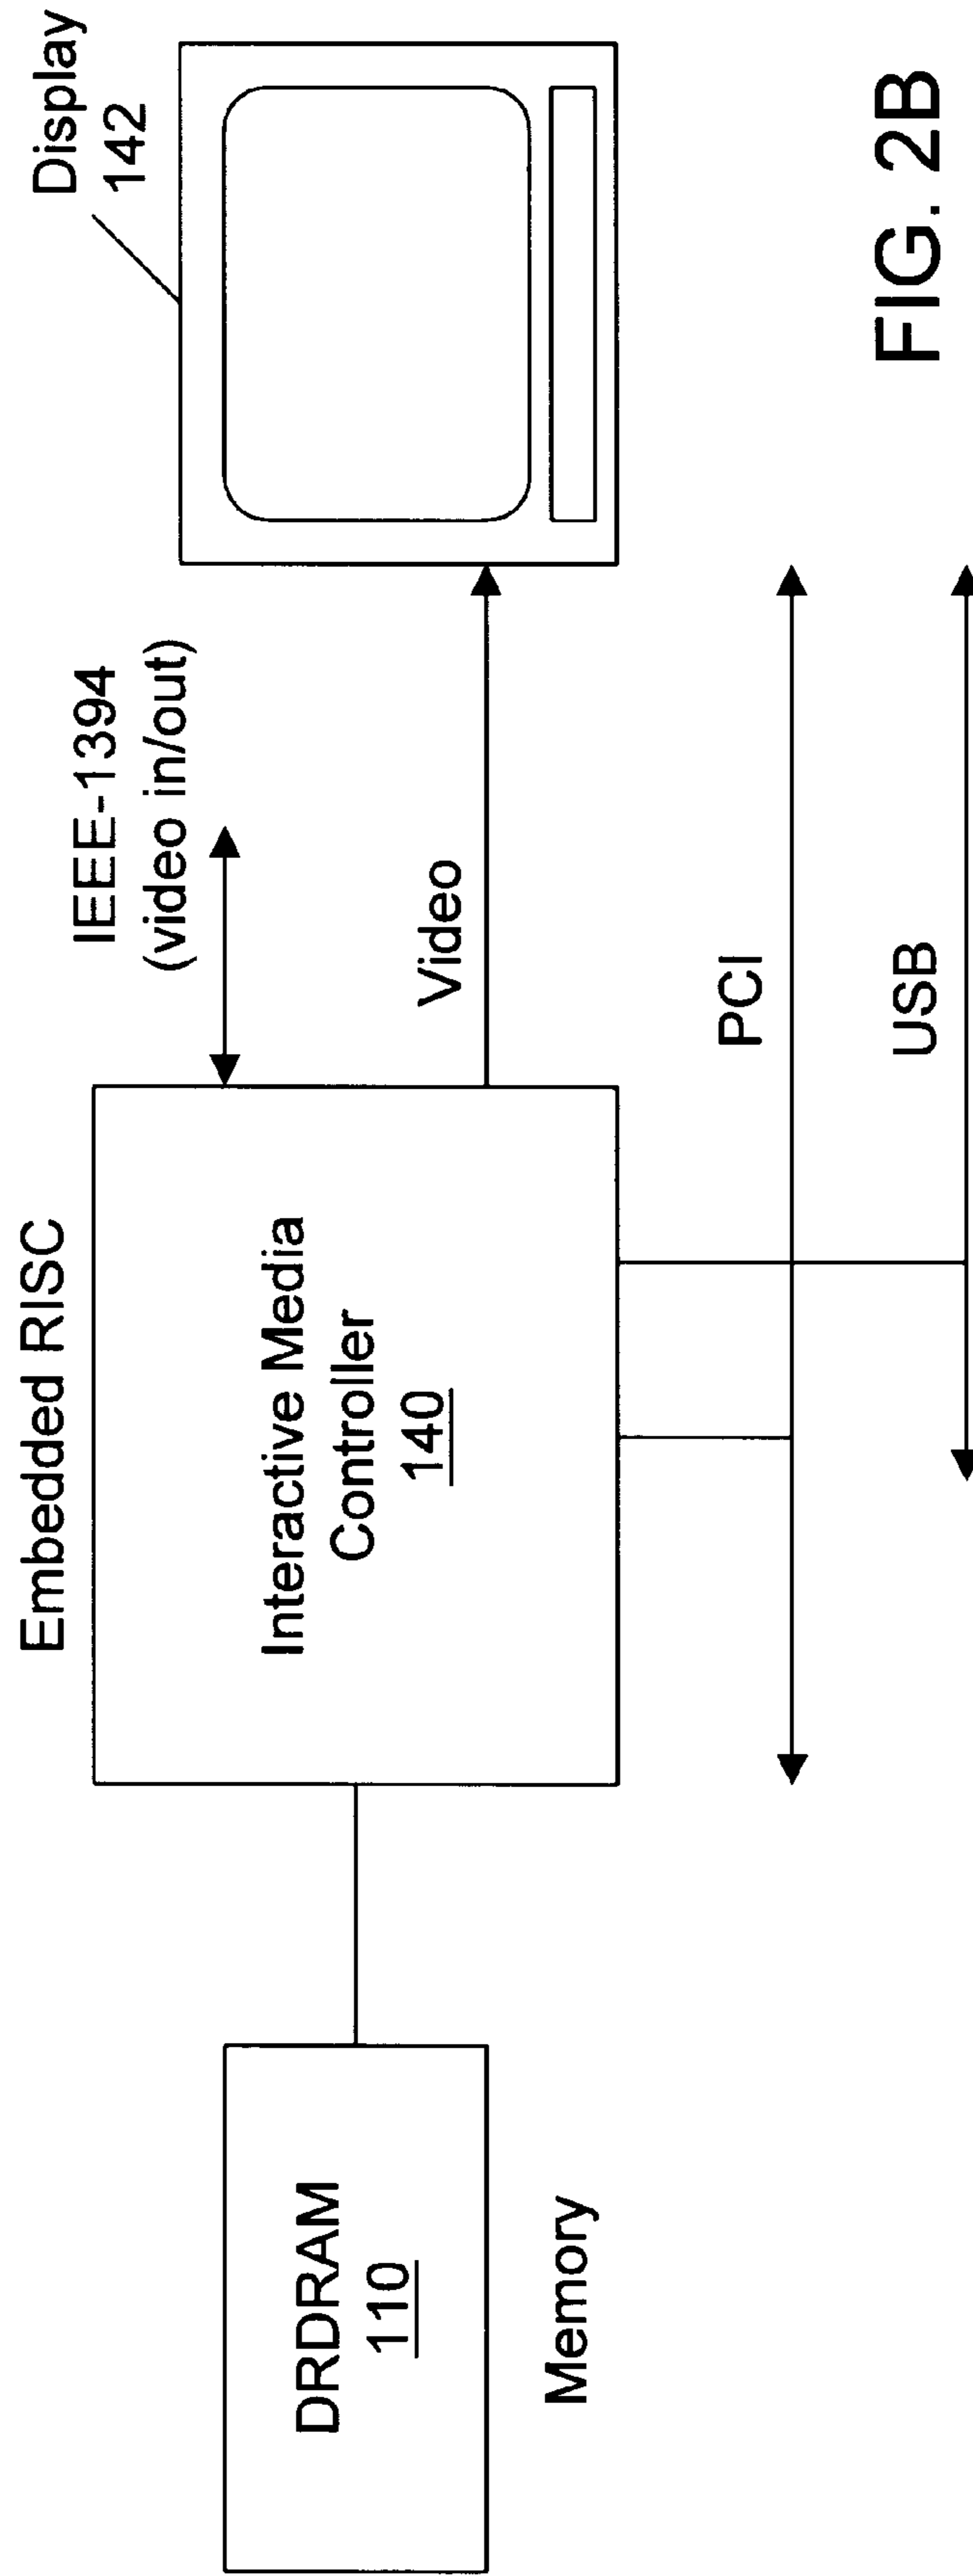 Embedded RISC
IEEE-1394
(video in/out)
Display
142
DRDRAM
110
Memory
Interactive Media
Controller
140
Video
PCI
USB
FIG. 2B